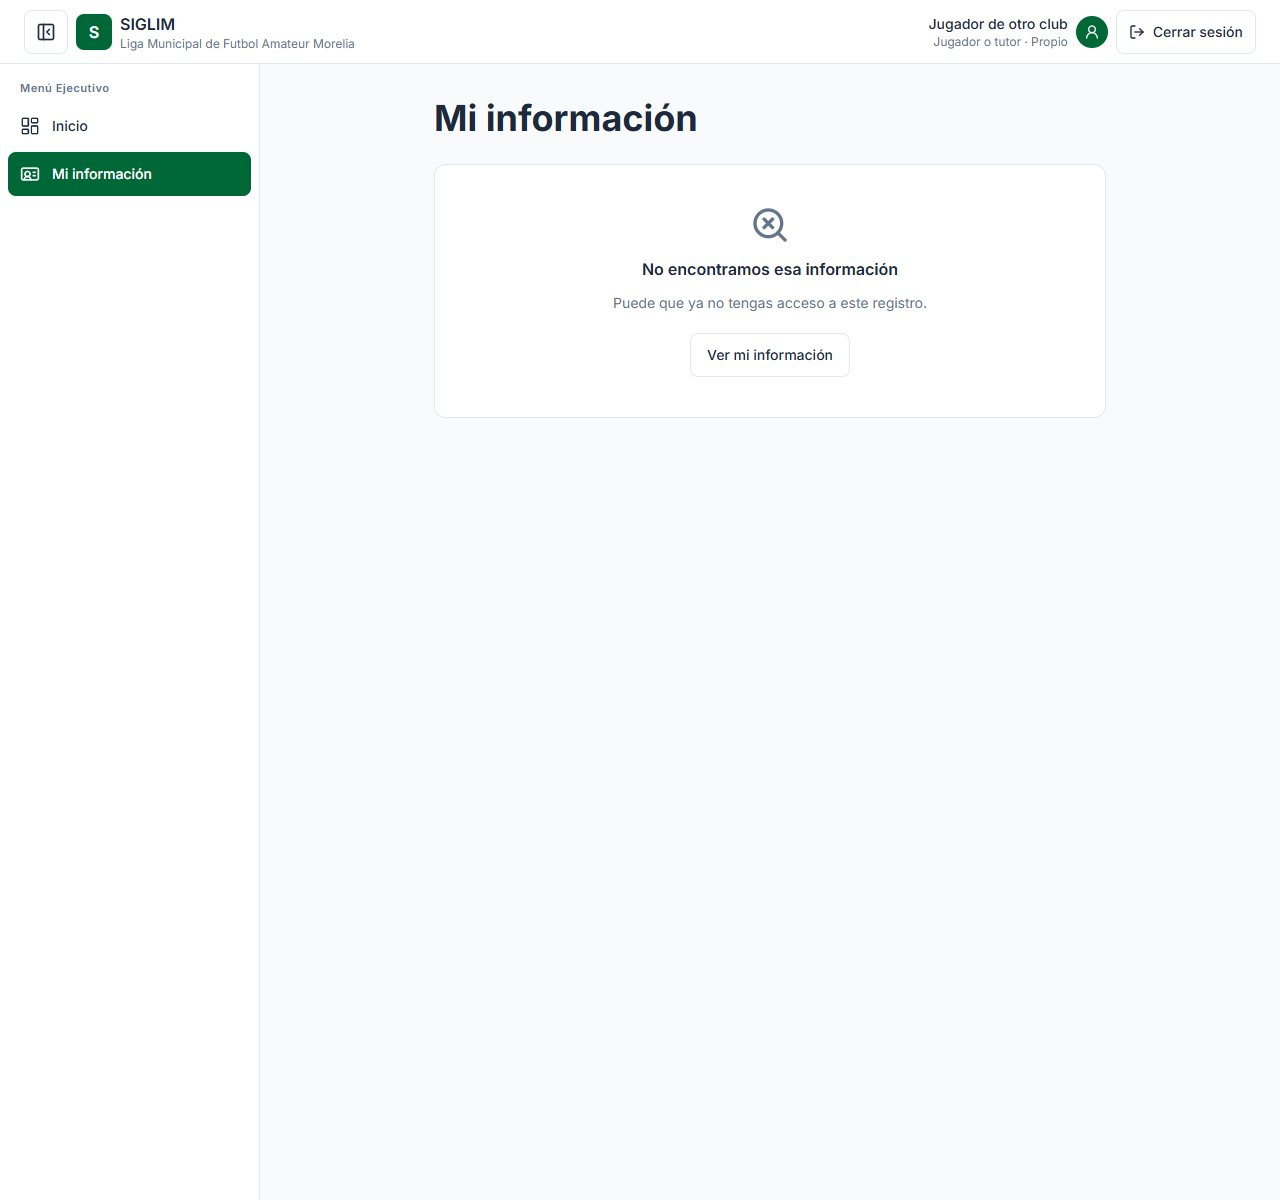 S
SIGLIM
Liga Municipal de Futbol Amateur Morelia
Jugador de otro club
Jugador o tutor · Propio
Cerrar sesión
Menú Ejecutivo
Inicio
Mi información
Mi información
No encontramos esa información
Puede que ya no tengas acceso a este registro.
Ver mi información